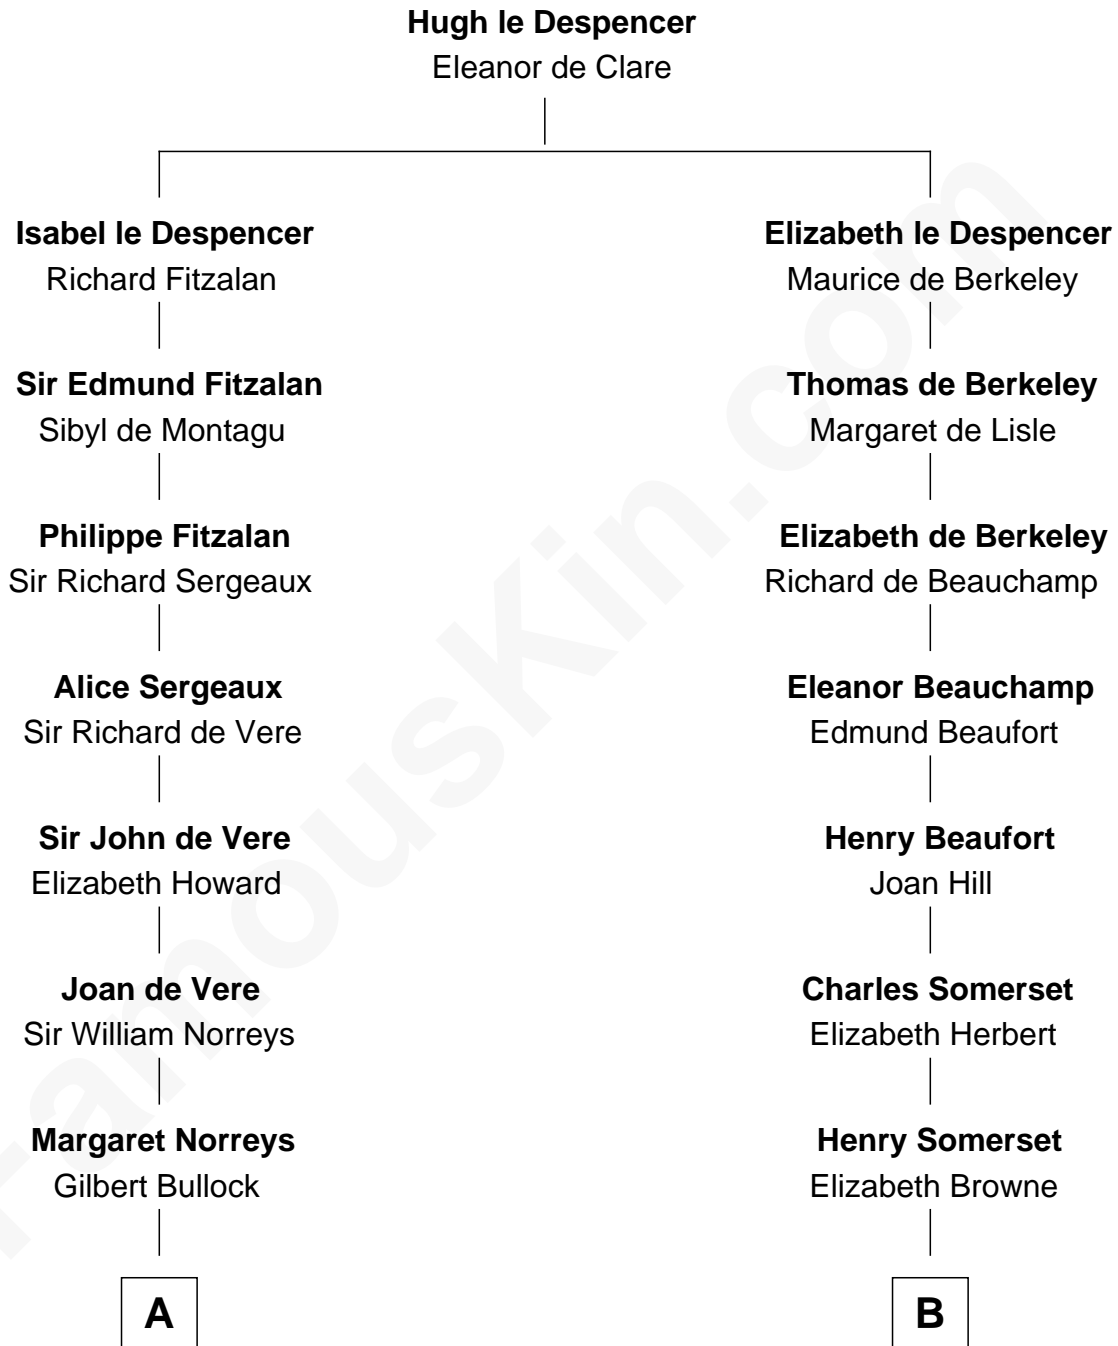 Hugh le Despencer
Eleanor de Clare
Isabel le Despencer
Richard Fitzalan
Sir Edmund Fitzalan
Sibyl de Montagu
Philippe Fitzalan
Sir Richard Sergeaux
Alice Sergeaux
Sir Richard de Vere
Sir John de Vere
Elizabeth Howard
Joan de Vere
Sir William Norreys
Margaret Norreys
Gilbert Bullock
A
Elizabeth le Despencer
Maurice de Berkeley
Thomas de Berkeley
Margaret de Lisle
Elizabeth de Berkeley
Richard de Beauchamp
Eleanor Beauchamp
Edmund Beaufort
Henry Beaufort
Joan Hill
Charles Somerset
Elizabeth Herbert
Henry Somerset
Elizabeth Browne
B
FamousKin.com